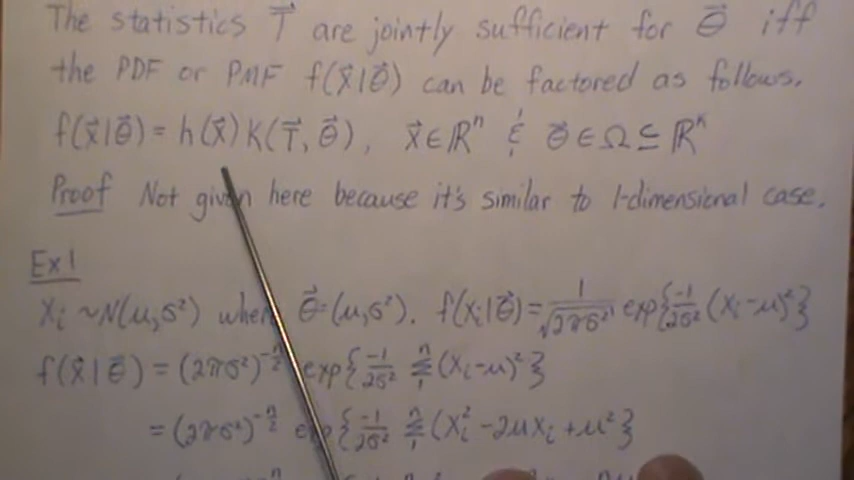 The statistics T⃗ are jointly sufficient for θ⃗ iff
the PDF or PMF f(x⃗|θ⃗) can be factored as follows.
f(x⃗|θ⃗) = h(x⃗)K(T⃗, θ⃗), x⃗∈ℝⁿ & θ⃗∈Ω⊆ℝᵏ
Proof Not given here because it's similar to 1-dimensional case.
Ex1
Xᵢ ~N(μ,σ²) where θ⃗=(μ,σ²). f(xᵢ|θ⃗)= 1/√(2πσ²) exp{-1/2σ² (xᵢ-μ)²}
f(x⃗|θ⃗) = (2πσ²)^(-n/2) exp{-1/2σ² Σ₁ⁿ(xᵢ-μ)²}
= (2πσ²)^(-n/2) exp{-1/2σ² Σ₁ⁿ(xᵢ² -2μxᵢ +μ²}